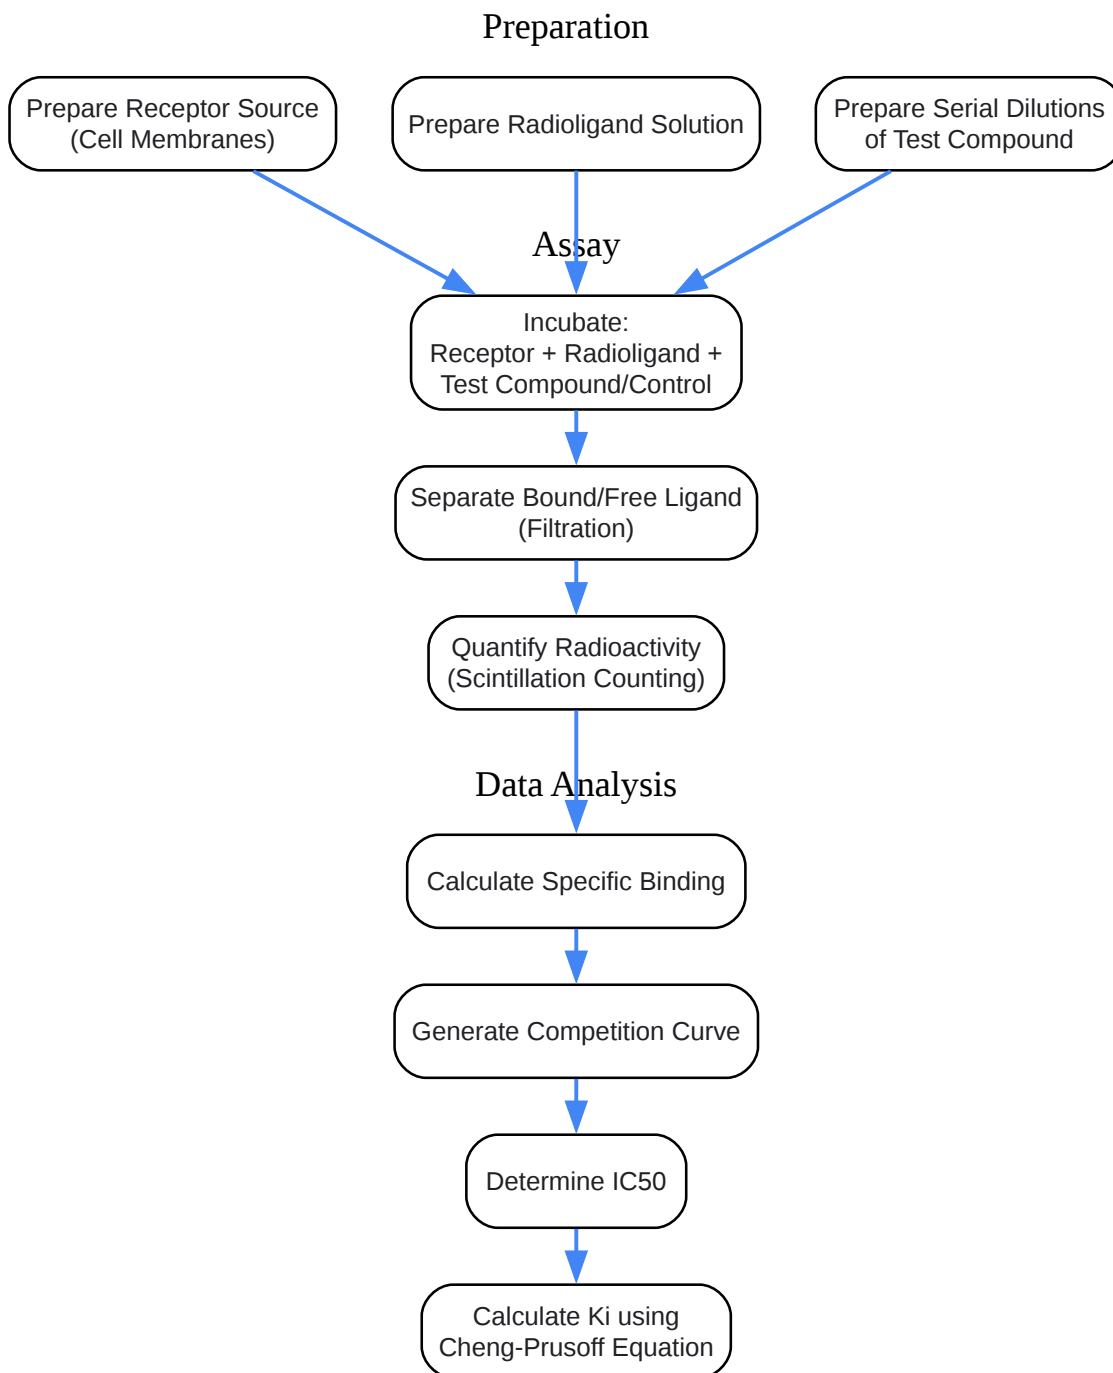 Preparation
Prepare Receptor Source
(Cell Membranes)
Prepare Radioligand Solution
Prepare Serial Dilutions
of Test Compound
Assay
Incubate:
Receptor + Radioligand +
Test Compound/Control
Separate Bound/Free Ligand
(Filtration)
Quantify Radioactivity
(Scintillation Counting)
Data Analysis
Calculate Specific Binding
Generate Competition Curve
Determine IC50
Calculate Ki using
Cheng-Prusoff Equation